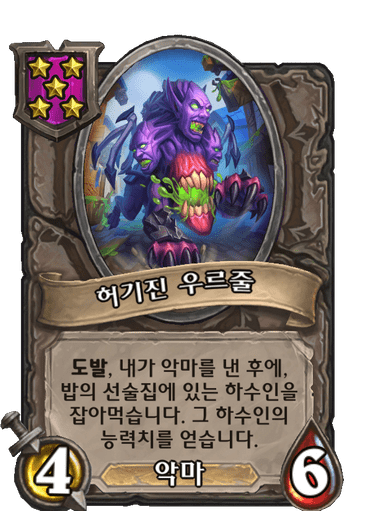 허기진 우르줄
도발, 내가 악마를 낸 후에,
밥의 선술집에 있는 하수인을
잡아먹습니다. 그 하수인의
능력치를 얻습니다.
4
악마
6